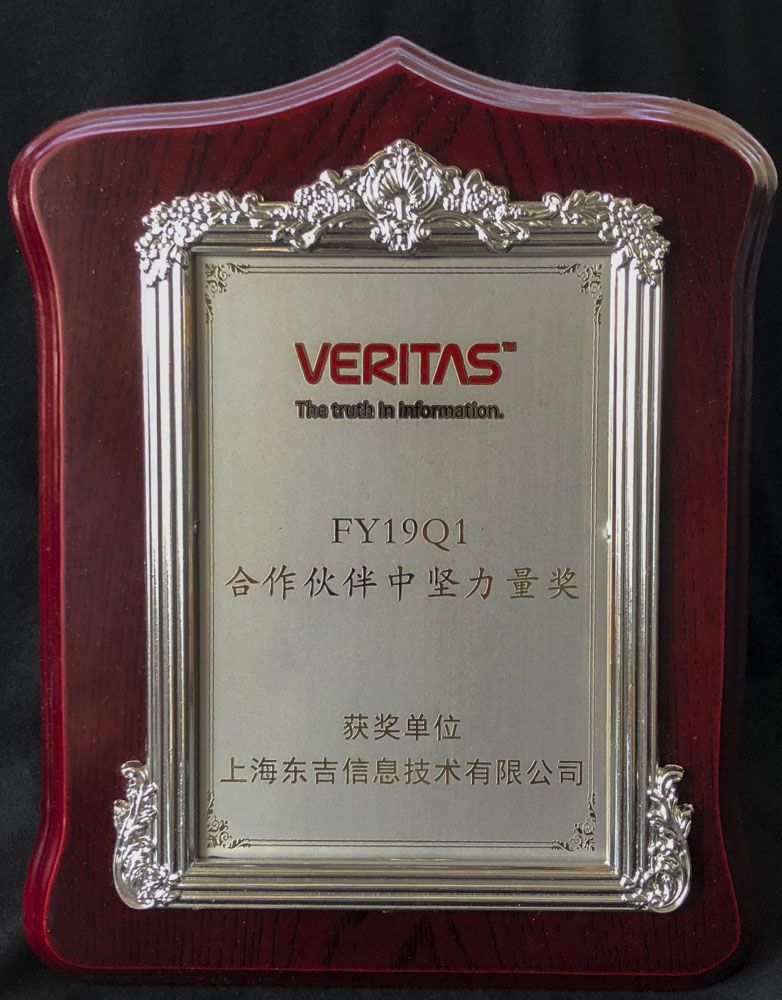 VERITAS™
The truth in information.
FY19Q1
合作伙伴中坚力量奖
获奖单位
上海东吉信息技术有限公司